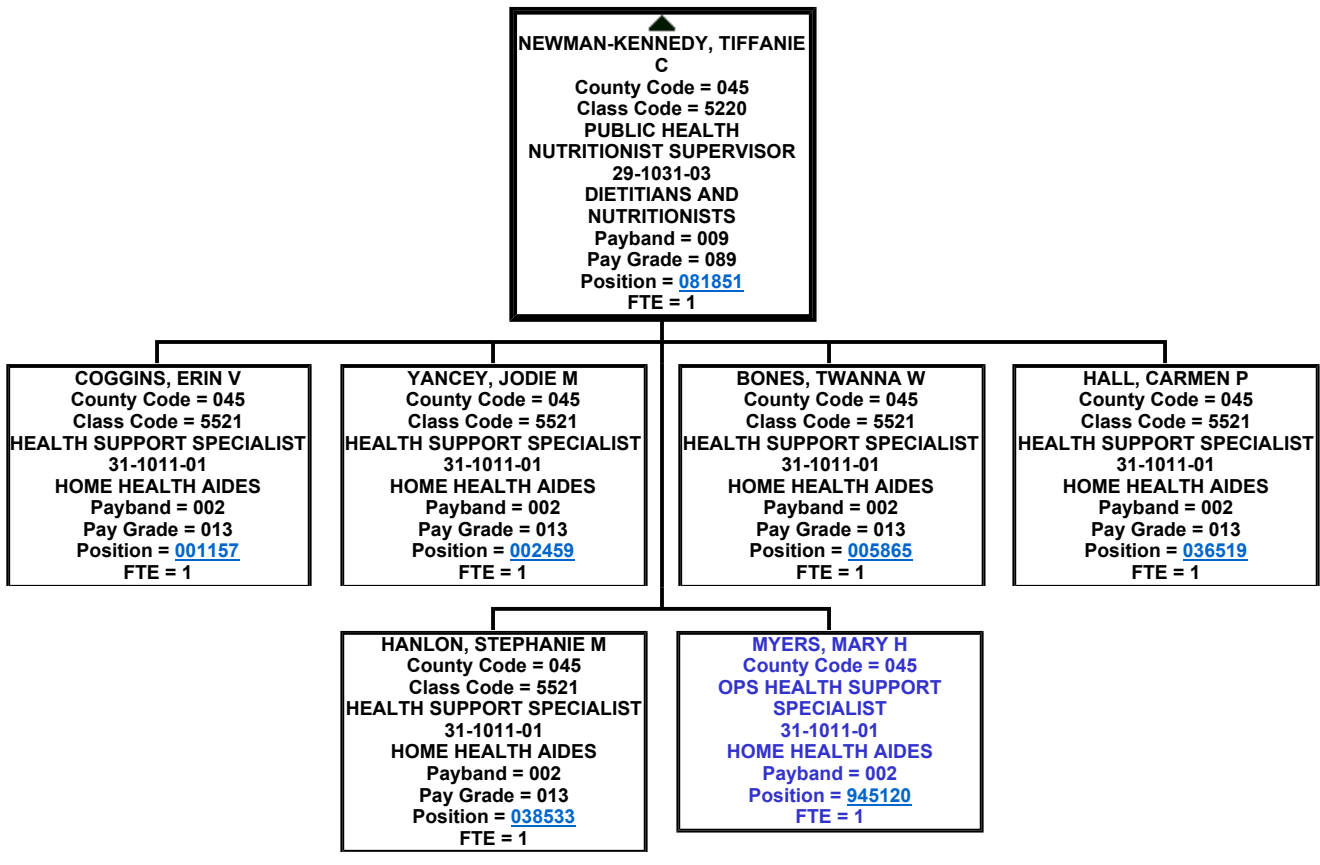 NEWMAN-KENNEDY, TIFFANIE
C
County Code = 045
Class Code = 5220
PUBLIC HEALTH
NUTRITIONIST SUPERVISOR
29-1031-03
DIETITIANS AND
NUTRITIONISTS
Payband = 009
Pay Grade = 089
Position = 081851
FTE = 1
COGGINS, ERIN V
County Code = 045
Class Code = 5521
HEALTH SUPPORT SPECIALIST
31-1011-01
HOME HEALTH AIDES
Payband = 002
Pay Grade = 013
Position = 001157
FTE = 1
YANCEY, JODIE M
County Code = 045
Class Code = 5521
HEALTH SUPPORT SPECIALIST
31-1011-01
HOME HEALTH AIDES
Payband = 002
Pay Grade = 013
Position = 002459
FTE = 1
BONES, TWANNA W
County Code = 045
Class Code = 5521
HEALTH SUPPORT SPECIALIST
31-1011-01
HOME HEALTH AIDES
Payband = 002
Pay Grade = 013
Position = 005865
FTE = 1
HALL, CARMEN P
County Code = 045
Class Code = 5521
HEALTH SUPPORT SPECIALIST
31-1011-01
HOME HEALTH AIDES
Payband = 002
Pay Grade = 013
Position = 036519
FTE = 1
HANLON, STEPHANIE M
County Code = 045
Class Code = 5521
HEALTH SUPPORT SPECIALIST
31-1011-01
HOME HEALTH AIDES
Payband = 002
Pay Grade = 013
Position = 038533
FTE = 1
MYERS, MARY H
County Code = 045
OPS HEALTH SUPPORT
SPECIALIST
31-1011-01
HOME HEALTH AIDES
Payband = 002
Position = 945120
FTE = 1